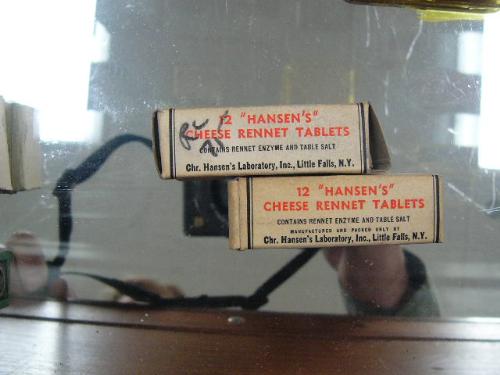 12 "HANSEN'S"
CHEESE RENNET TABLETS
CONTAINS RENNET ENZYME AND TABLE SALT
Chr. Hansen's Laboratory, Inc., Little Falls, N.Y.
12 "HANSEN'S"
CHEESE RENNET TABLETS
CONTAINS RENNET ENZYME AND TABLE SALT
MANUFACTURED AND PACKED ONLY BY
Chr. Hansen's Laboratory, Inc., Little Falls, N.Y.